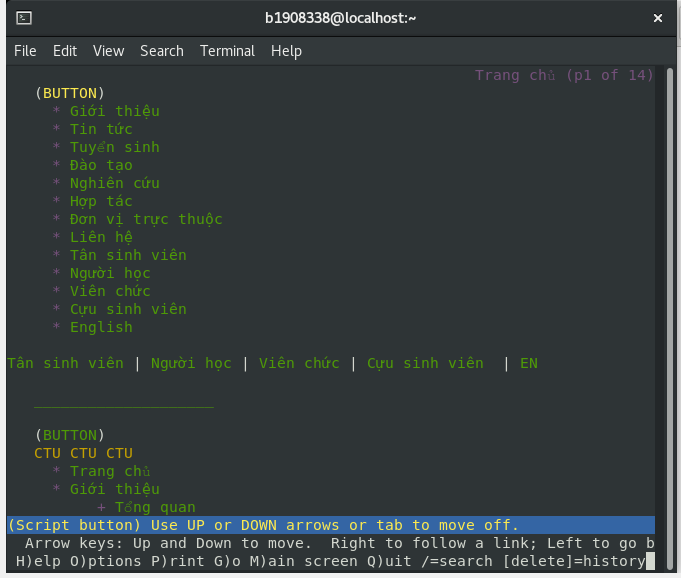 b1908338@localhost:~
File Edit View Search Terminal Help
Trang chủ (p1 of 14)
(BUTTON)
* Giới thiệu
* Tin tức
* Tuyển sinh
* Đào tạo
* Nghiên cứu
* Hợp tác
* Đơn vị trực thuộc
* Liên hệ
* Tân sinh viên
* Người học
* Viên chức
* Cựu sinh viên
* English
Tân sinh viên | Người học | Viên chức | Cựu sinh viên | EN
(BUTTON)
CTU CTU CTU
* Trang chủ
* Giới thiệu
+ Tổng quan
(Script button) Use UP or DOWN arrows or tab to move off.
Arrow keys: Up and Down to move. Right to follow a link; Left to go b
H)elp O)ptions P)rint G)o M)ain screen Q)uit /=search [delete]=history